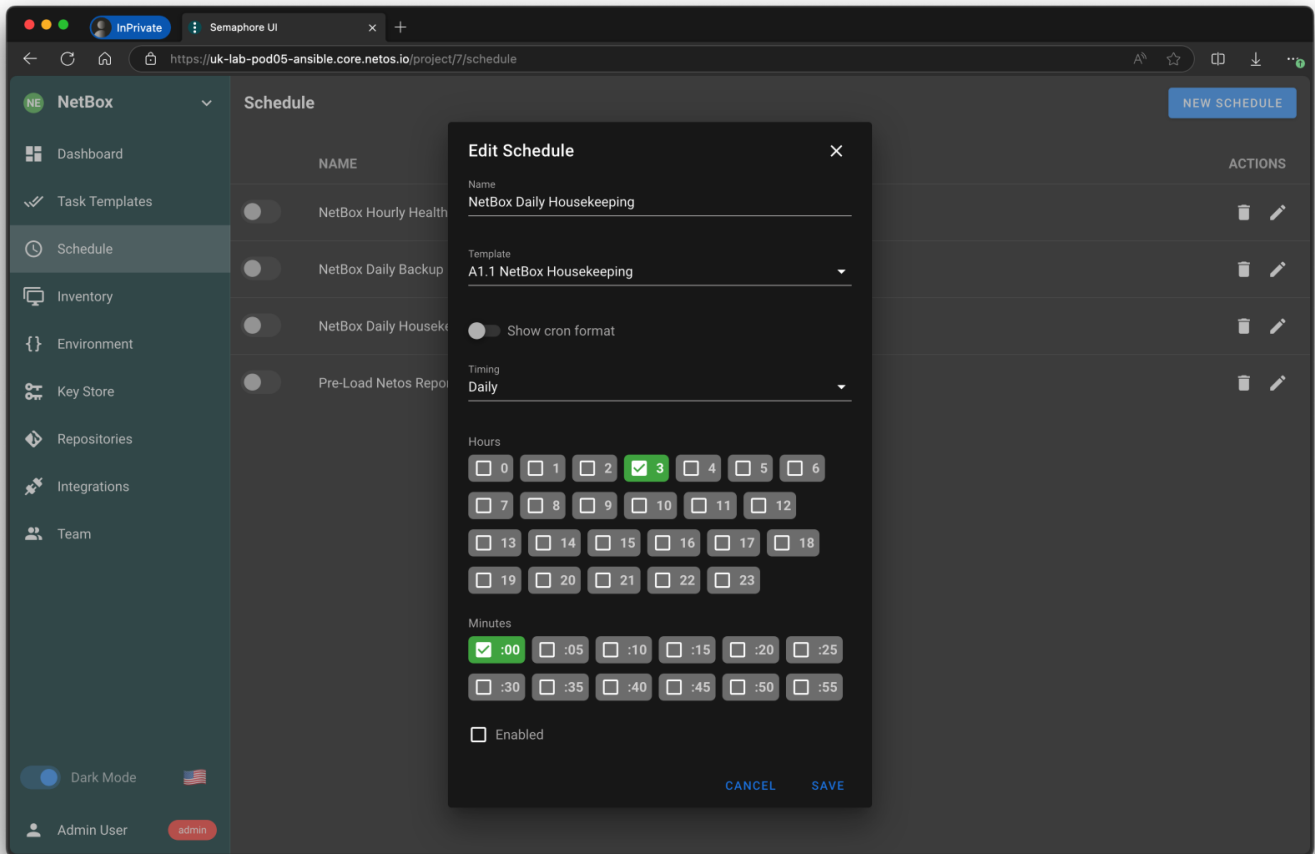 InPrivate
Semaphore UI
https://uk-lab-pod05-ansible.core.netos.io/project/7/schedule
NE
NetBox
Schedule
NEW SCHEDULE
Dashboard
Task Templates
Schedule
Inventory
Environment
Key Store
Repositories
Integrations
Team
Dark Mode
Admin User
admin
NAME
ACTIONS
NetBox Hourly Health
NetBox Daily Backup
NetBox Daily Houseke
Pre-Load Netos Repo
Edit Schedule
Name
NetBox Daily Housekeeping
Template
A1.1 NetBox Housekeeping
Show cron format
Timing
Daily
Hours
0 1 2 3 4 5 6
7 8 9 10 11 12
13 14 15 16 17 18
19 20 21 22 23
Minutes
:00 :05 :10 :15 :20 :25
:30 :35 :40 :45 :50 :55
Enabled
CANCEL SAVE